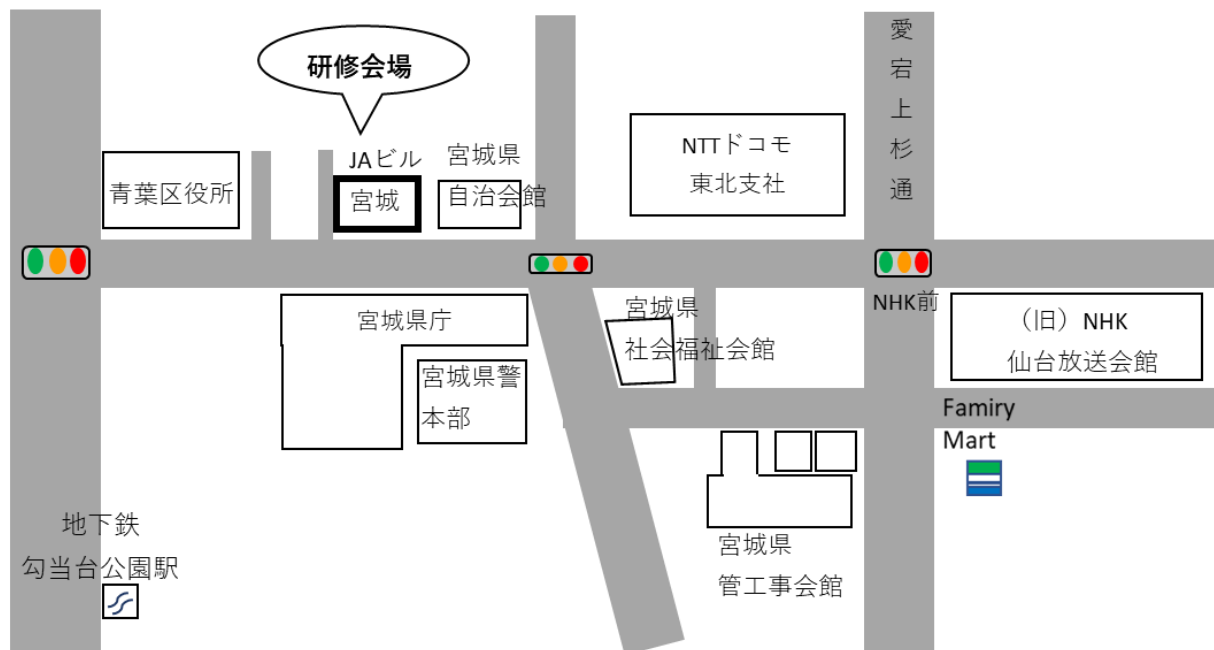 研修会場
愛宕上杉通
JAビル
宮城
宮城県
自治会館
NTTドコモ
東北支社
青葉区役所
NHK前
宮城県庁
宮城県
社会福祉会館
（旧）NHK
仙台放送会館
宮城県警
本部
Famiry
Mart
地下鉄
勾当台公園駅
宮城県
管工事会館